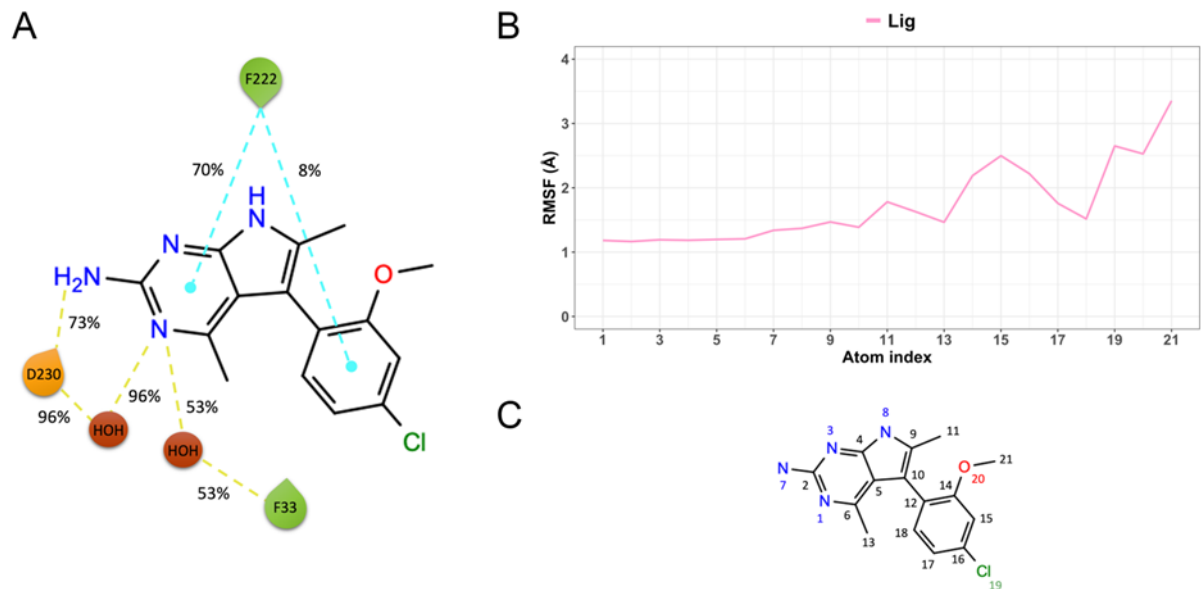 A
F222
70%
8%
H
N
N
H₂N
N
O
73%
D230
96%
96%
53%
HOH
HOH
53%
F33
Cl
B
Lig
RMSF (Å)
4
3
2
1
0
1
3
5
7
9
11
13
15
17
19
21
Atom index
C
8
N
3
N
4
9
11
N
7
2
N
1
5
6
10
O
20
21
12
14
13
18
15
17
16
Cl
19